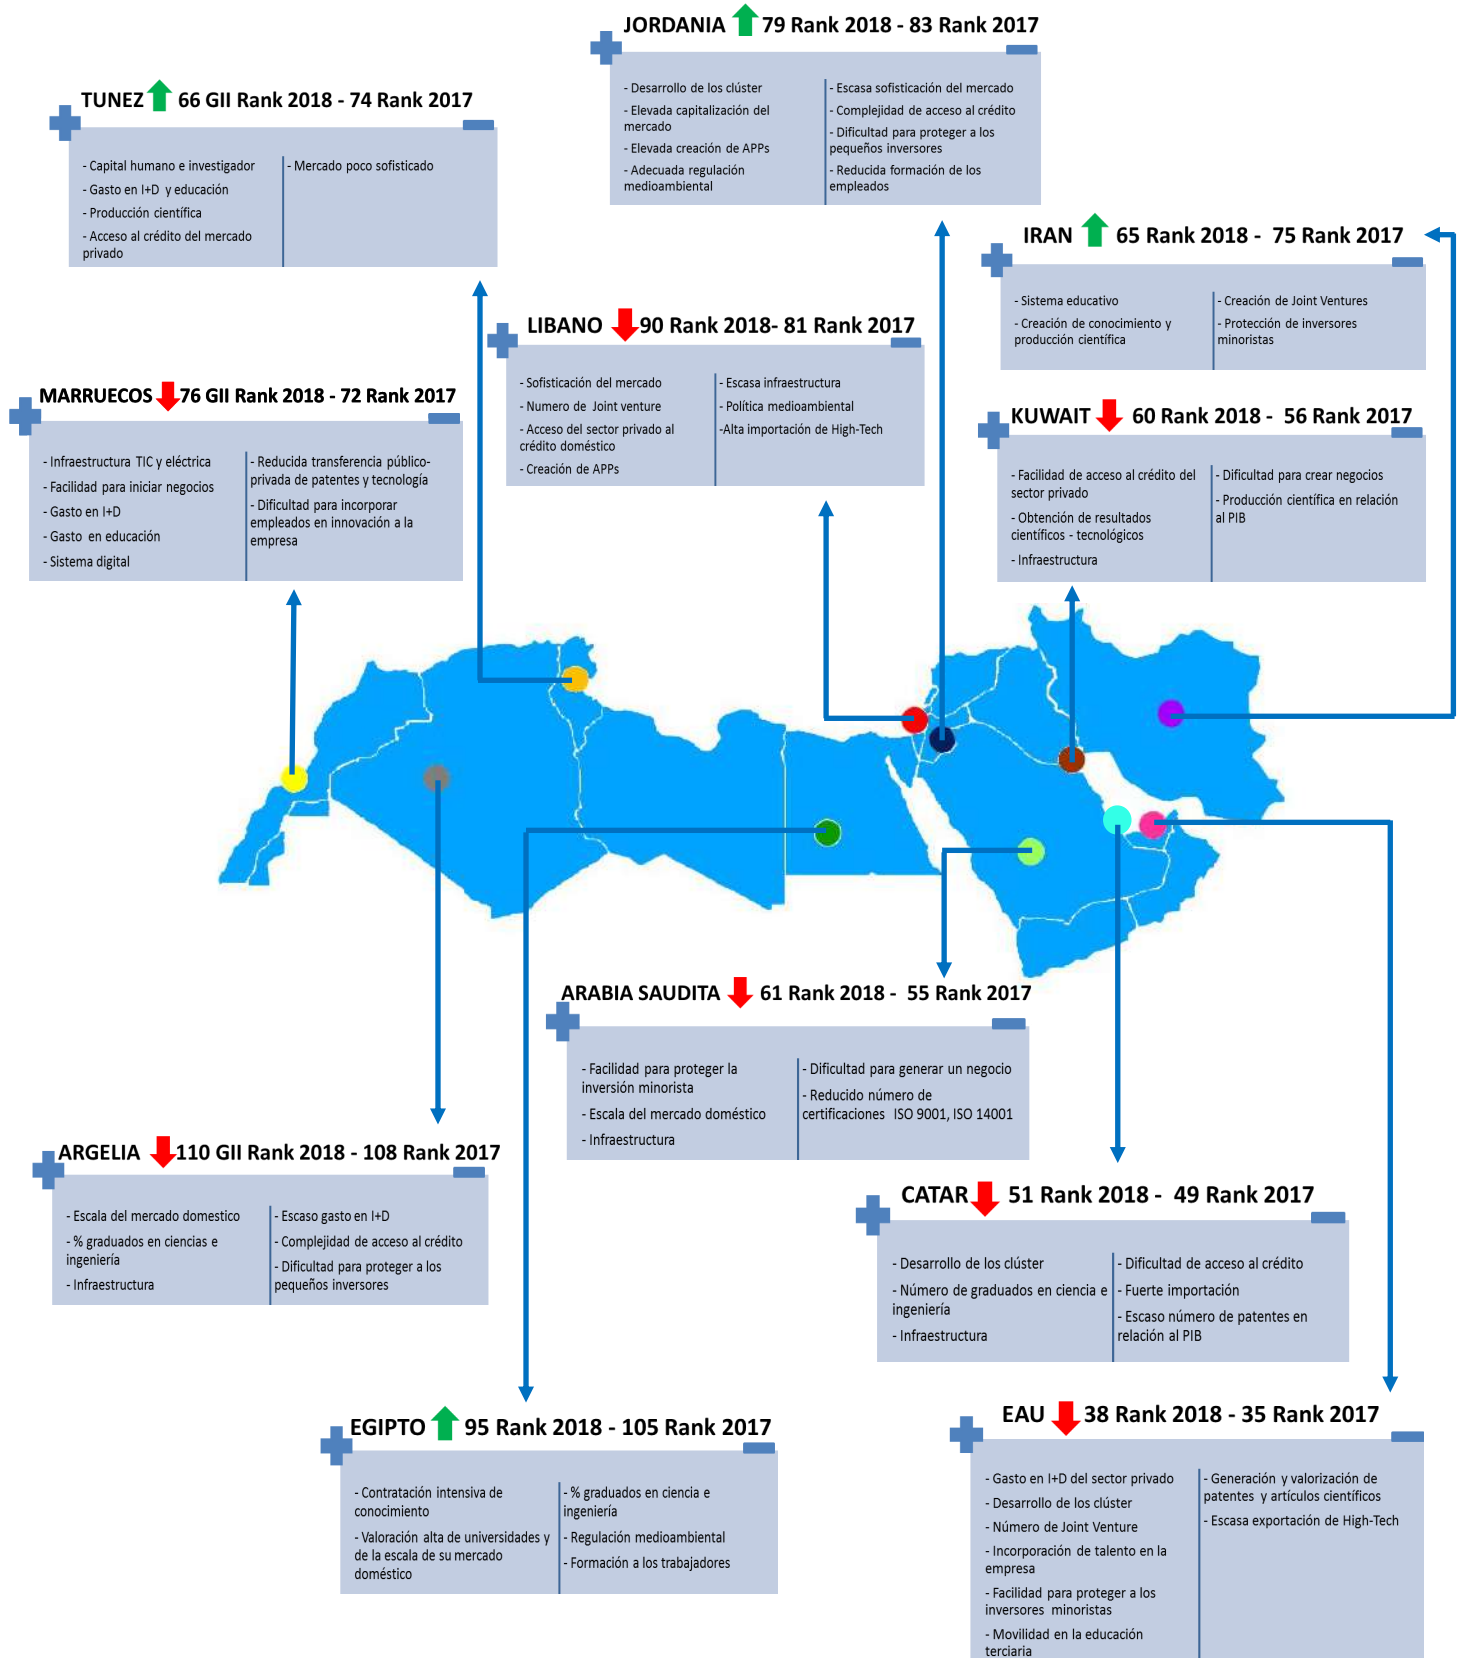 JORDANIA 79 Rank 2018 - 83 Rank 2017
- Desarrollo de los clúster
- Elevada capitalización del
mercado
- Elevada creación de APPs
- Adecuada regulación
medioambiental
- Escasa sofisticación del mercado
- Complejidad de acceso al crédito
- Dificultad para proteger a los
pequeños inversores
- Reducida formación de los
empleados
TUNEZ 66 GII Rank 2018 - 74 Rank 2017
- Capital humano e investigador
- Gasto en I+D y educación
- Producción científica
- Acceso al crédito del mercado
privado
- Mercado poco sofisticado
IRAN 65 Rank 2018 - 75 Rank 2017
- Sistema educativo
- Creación de conocimiento y
producción científica
- Creación de Joint Ventures
- Protección de inversores
minoristas
LIBANO 90 Rank 2018- 81 Rank 2017
- Sofisticación del mercado
- Numero de Joint venture
- Acceso del sector privado al
crédito doméstico
- Creación de APPs
- Escasa infraestructura
- Política medioambiental
-Alta importación de High-Tech
MARRUECOS 76 GII Rank 2018 - 72 Rank 2017
- Infraestructura TIC y eléctrica
- Facilidad para iniciar negocios
- Gasto en I+D
- Gasto en educación
- Sistema digital
- Reducida transferencia público-
privada de patentes y tecnología
- Dificultad para incorporar
empleados en innovación a la
empresa
KUWAIT 60 Rank 2018 - 56 Rank 2017
- Facilidad de acceso al crédito del
sector privado
- Obtención de resultados
científicos - tecnológicos
- Infraestructura
- Dificultad para crear negocios
- Producción científica en relación
al PIB
ARABIA SAUDITA 61 Rank 2018 - 55 Rank 2017
- Facilidad para proteger la
inversión minorista
- Escala del mercado doméstico
- Infraestructura
- Dificultad para generar un negocio
- Reducido número de
certificaciones ISO 9001, ISO 14001
ARGELIA 110 GII Rank 2018 - 108 Rank 2017
- Escala del mercado domestico
- % graduados en ciencias e
ingeniería
- Infraestructura
- Escaso gasto en I+D
- Complejidad de acceso al crédito
- Dificultad para proteger a los
pequeños inversores
CATAR 51 Rank 2018 - 49 Rank 2017
- Desarrollo de los clúster
- Número de graduados en ciencia e
ingeniería
- Infraestructura
- Dificultad de acceso al crédito
- Fuerte importación
- Escaso número de patentes en
relación al PIB
EGIPTO 95 Rank 2018 - 105 Rank 2017
- Contratación intensiva de
conocimiento
- Valoración alta de universidades y
de la escala de su mercado
doméstico
- % graduados en ciencia e
ingeniería
- Regulación medioambiental
- Formación a los trabajadores
EAU 38 Rank 2018 - 35 Rank 2017
- Gasto en I+D del sector privado
- Desarrollo de los clúster
- Número de Joint Venture
- Incorporación de talento en la
empresa
- Facilidad para proteger a los
inversores minoristas
- Movilidad en la educación
terciaria
- Generación y valorización de
patentes y artículos científicos
- Escasa exportación de High-Tech